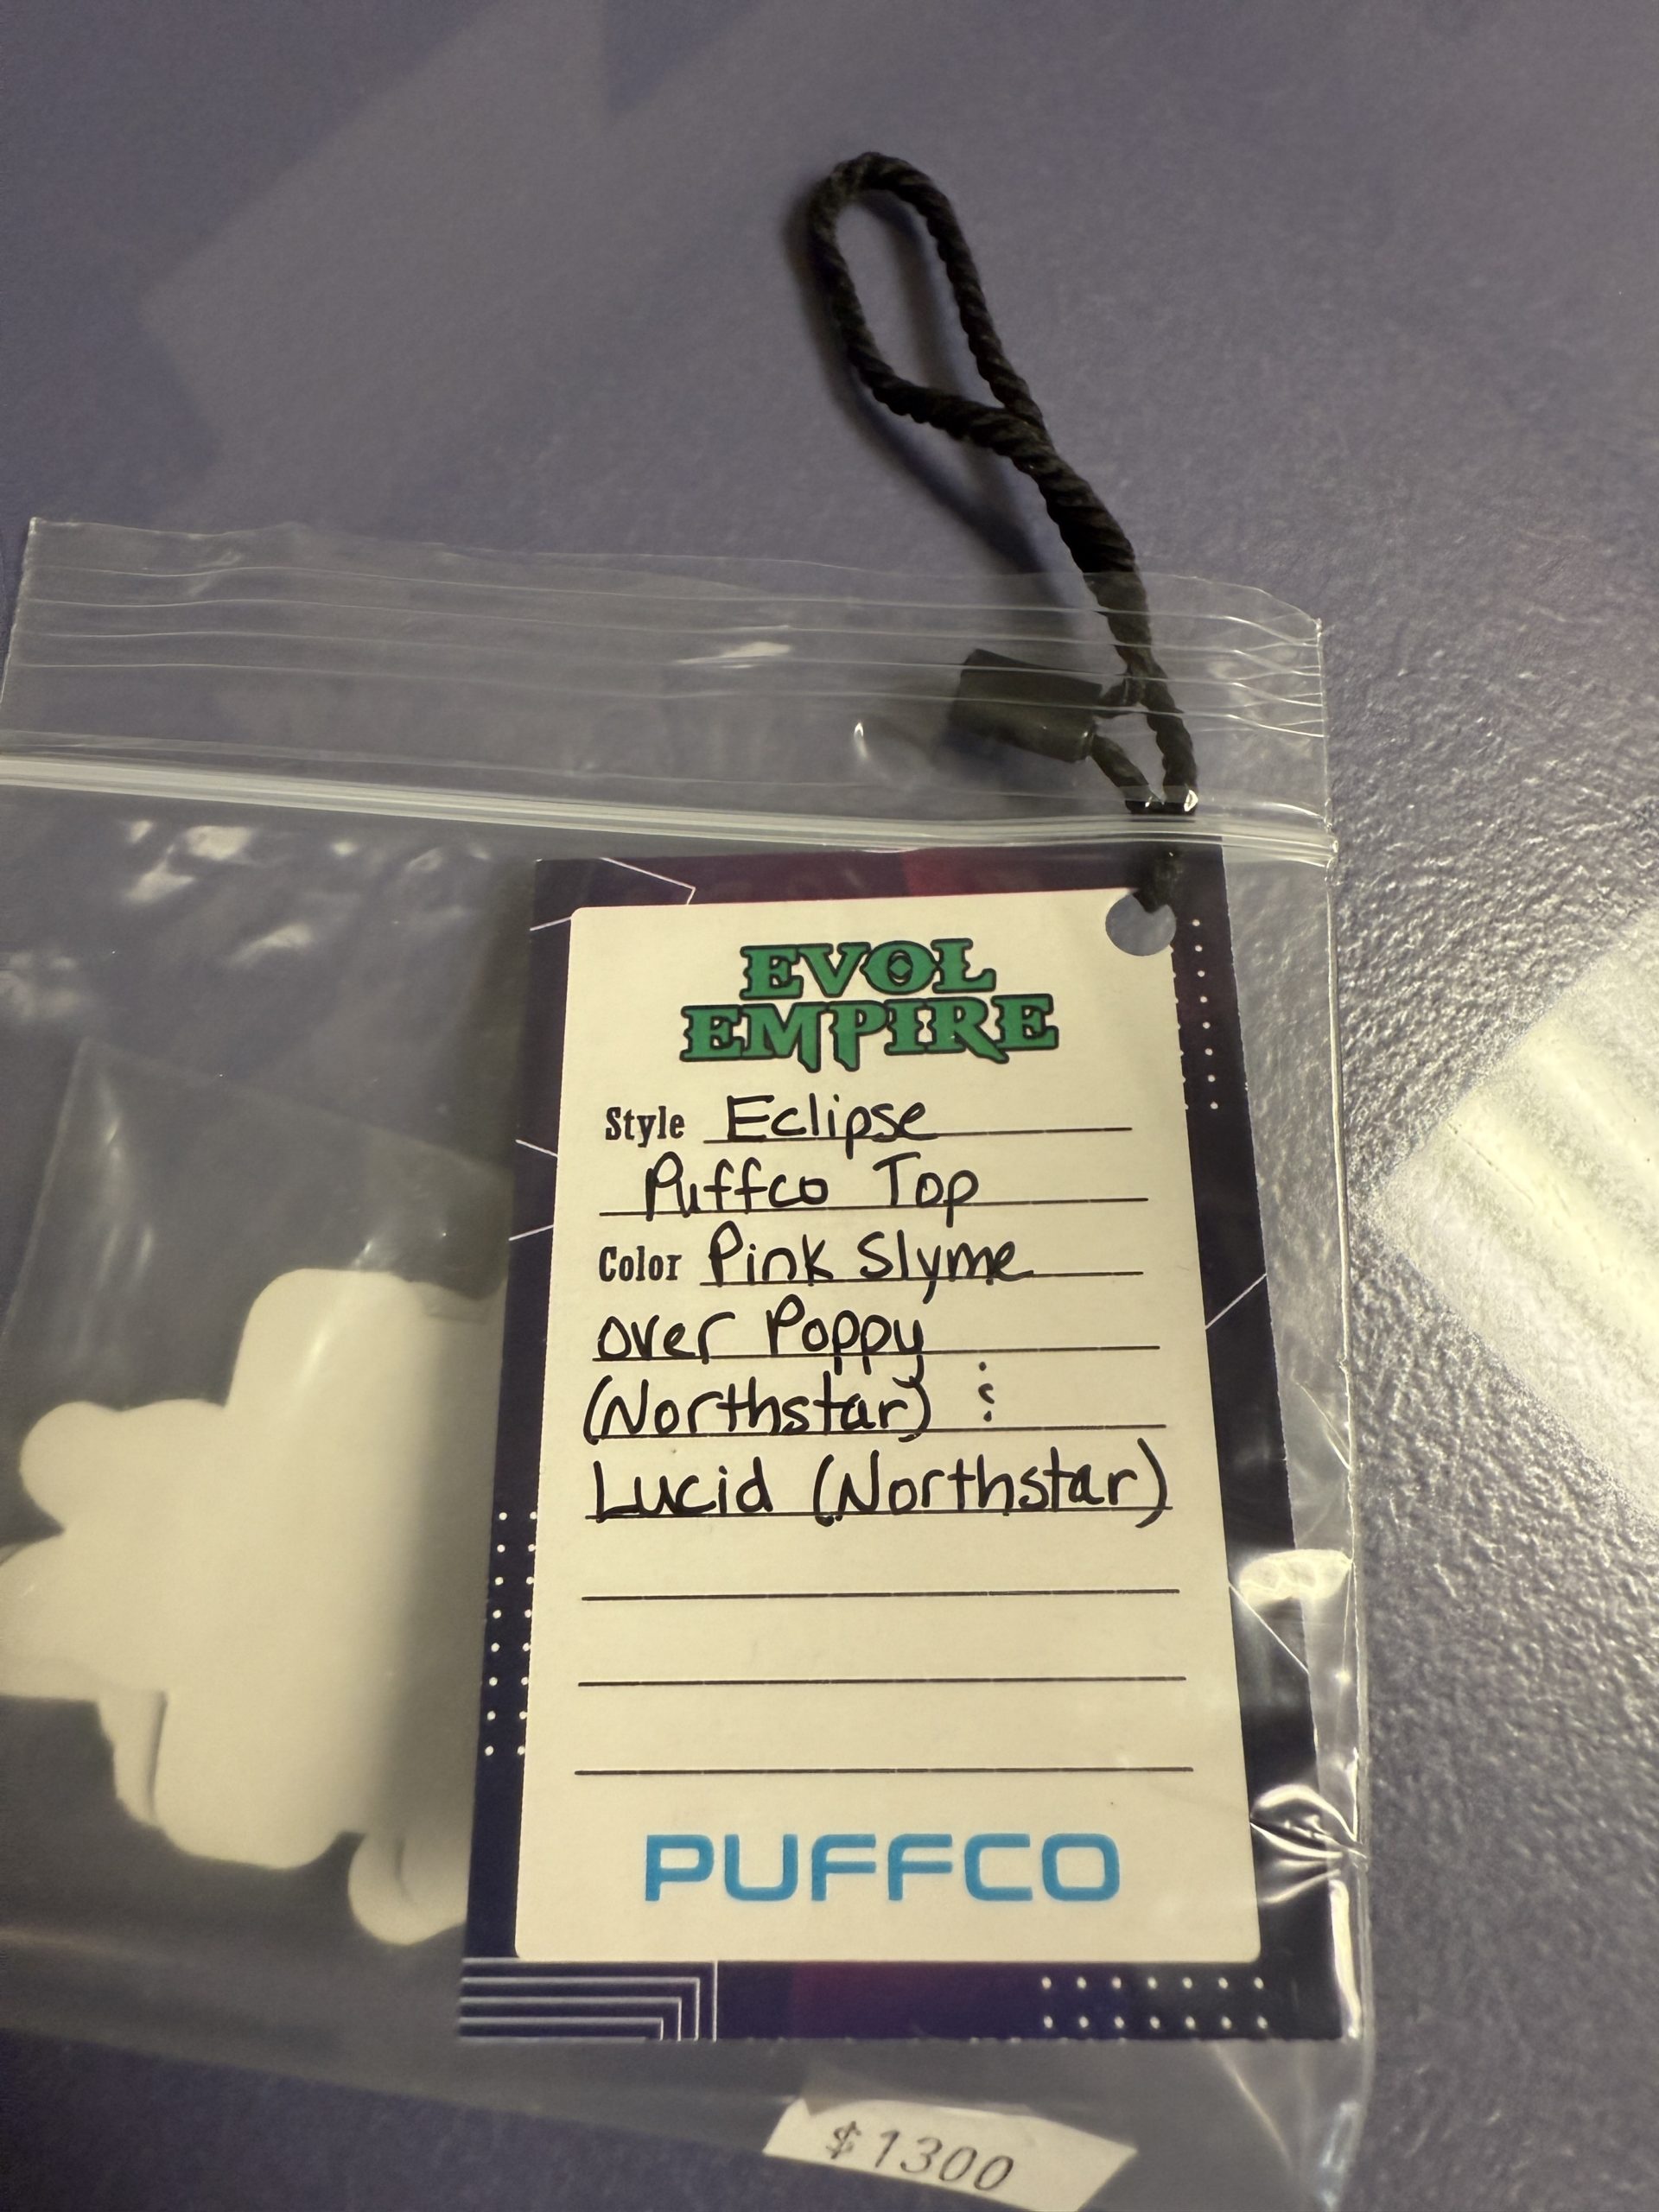 EVOL
EMPIRE
Style Eclipse
Puffco Top
Color Pink Slyme
over Poppy
(Northstar) &
Lucid (Northstar)
PUFFCO
$1300